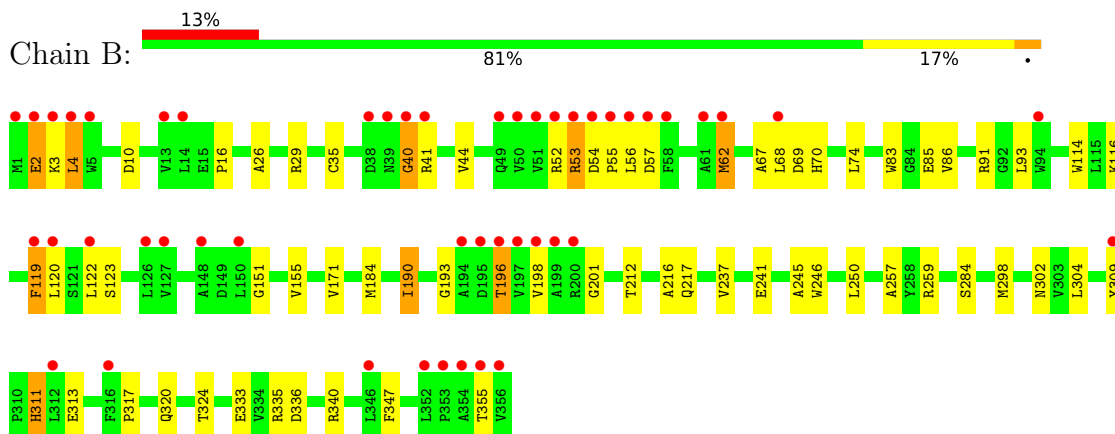 13%
Chain B:
81% 17% •
M1 E2 K3 L4 W5 D10 V13 L14 E15 P16 A26 R29 C35 D38 N39 G40 R41 V44 Q49 V50 V51 R52 R53 D54 P55 L56 D57 F58 A61 M62 A67 L68 D69 H70 L74 W83 G84 E85 V86 R91 G92 L93 W94 W114 L115 K116
F119 L120 S121 L122 S123 L126 V127 A148 D149 L150 G151 V155 V171 M184 I190 G193 A194 D195 T196 V197 V198 A199 R200 G201 T212 A216 Q217 V237 E241 A245 W246 L250 A257 Y258 R259 S284 M298 N302 V303 L304
P310 H311 L312 E313 F316 P317 Q320 T324 E333 V334 R335 D336 R340 L346 F347 L352 P353 A354 T355 V356